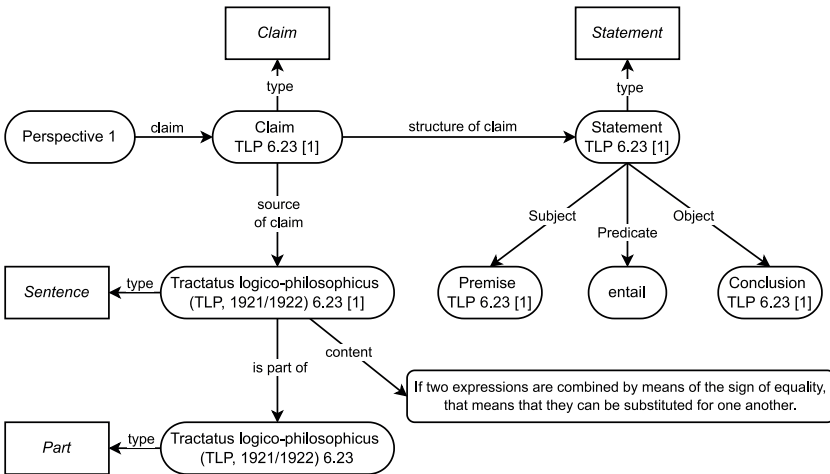 Claim
Statement
type
type
Perspective 1
claim
Claim
TLP 6.23 [1]
structure of claim
Statement
TLP 6.23 [1]
source
of claim
Subject
Predicate
Object
Sentence
type
Tractatus logico-philosophicus
(TLP, 1921/1922) 6.23 [1]
Premise
TLP 6.23 [1]
entail
Conclusion
TLP 6.23 [1]
is part of
content
If two expressions are combined by means of the sign of equality,
that means that they can be substituted for one another.
Part
type
Tractatus logico-philosophicus
(TLP, 1921/1922) 6.23